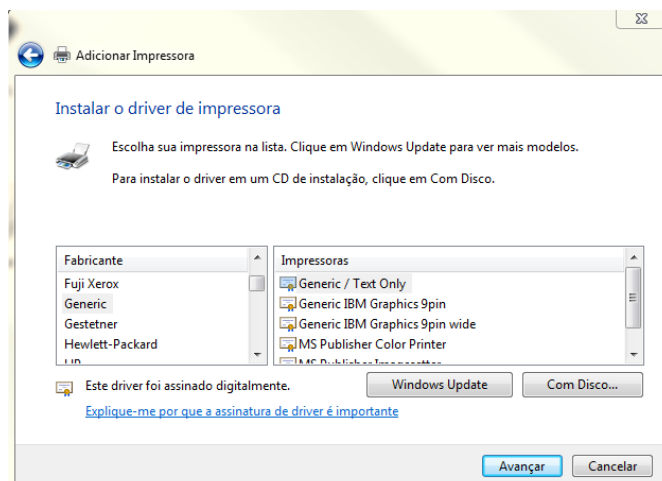 Adicionar Impressora
Instalar o driver de impressora
Escolha sua impressora na lista. Clique em Windows Update para ver mais modelos.
Para instalar o driver em um CD de instalação, clique em Com Disco.
Fabricante
Fuji Xerox
Generic
Gestetner
Hewlett-Packard
Impressoras
Generic / Text Only
Generic IBM Graphics 9pin
Generic IBM Graphics 9pin wide
MS Publisher Color Printer
MS Publisher Imagesetter
Este driver foi assinado digitalmente.
Windows Update
Com Disco...
Explique-me por que a assinatura de driver é importante
Avançar
Cancelar